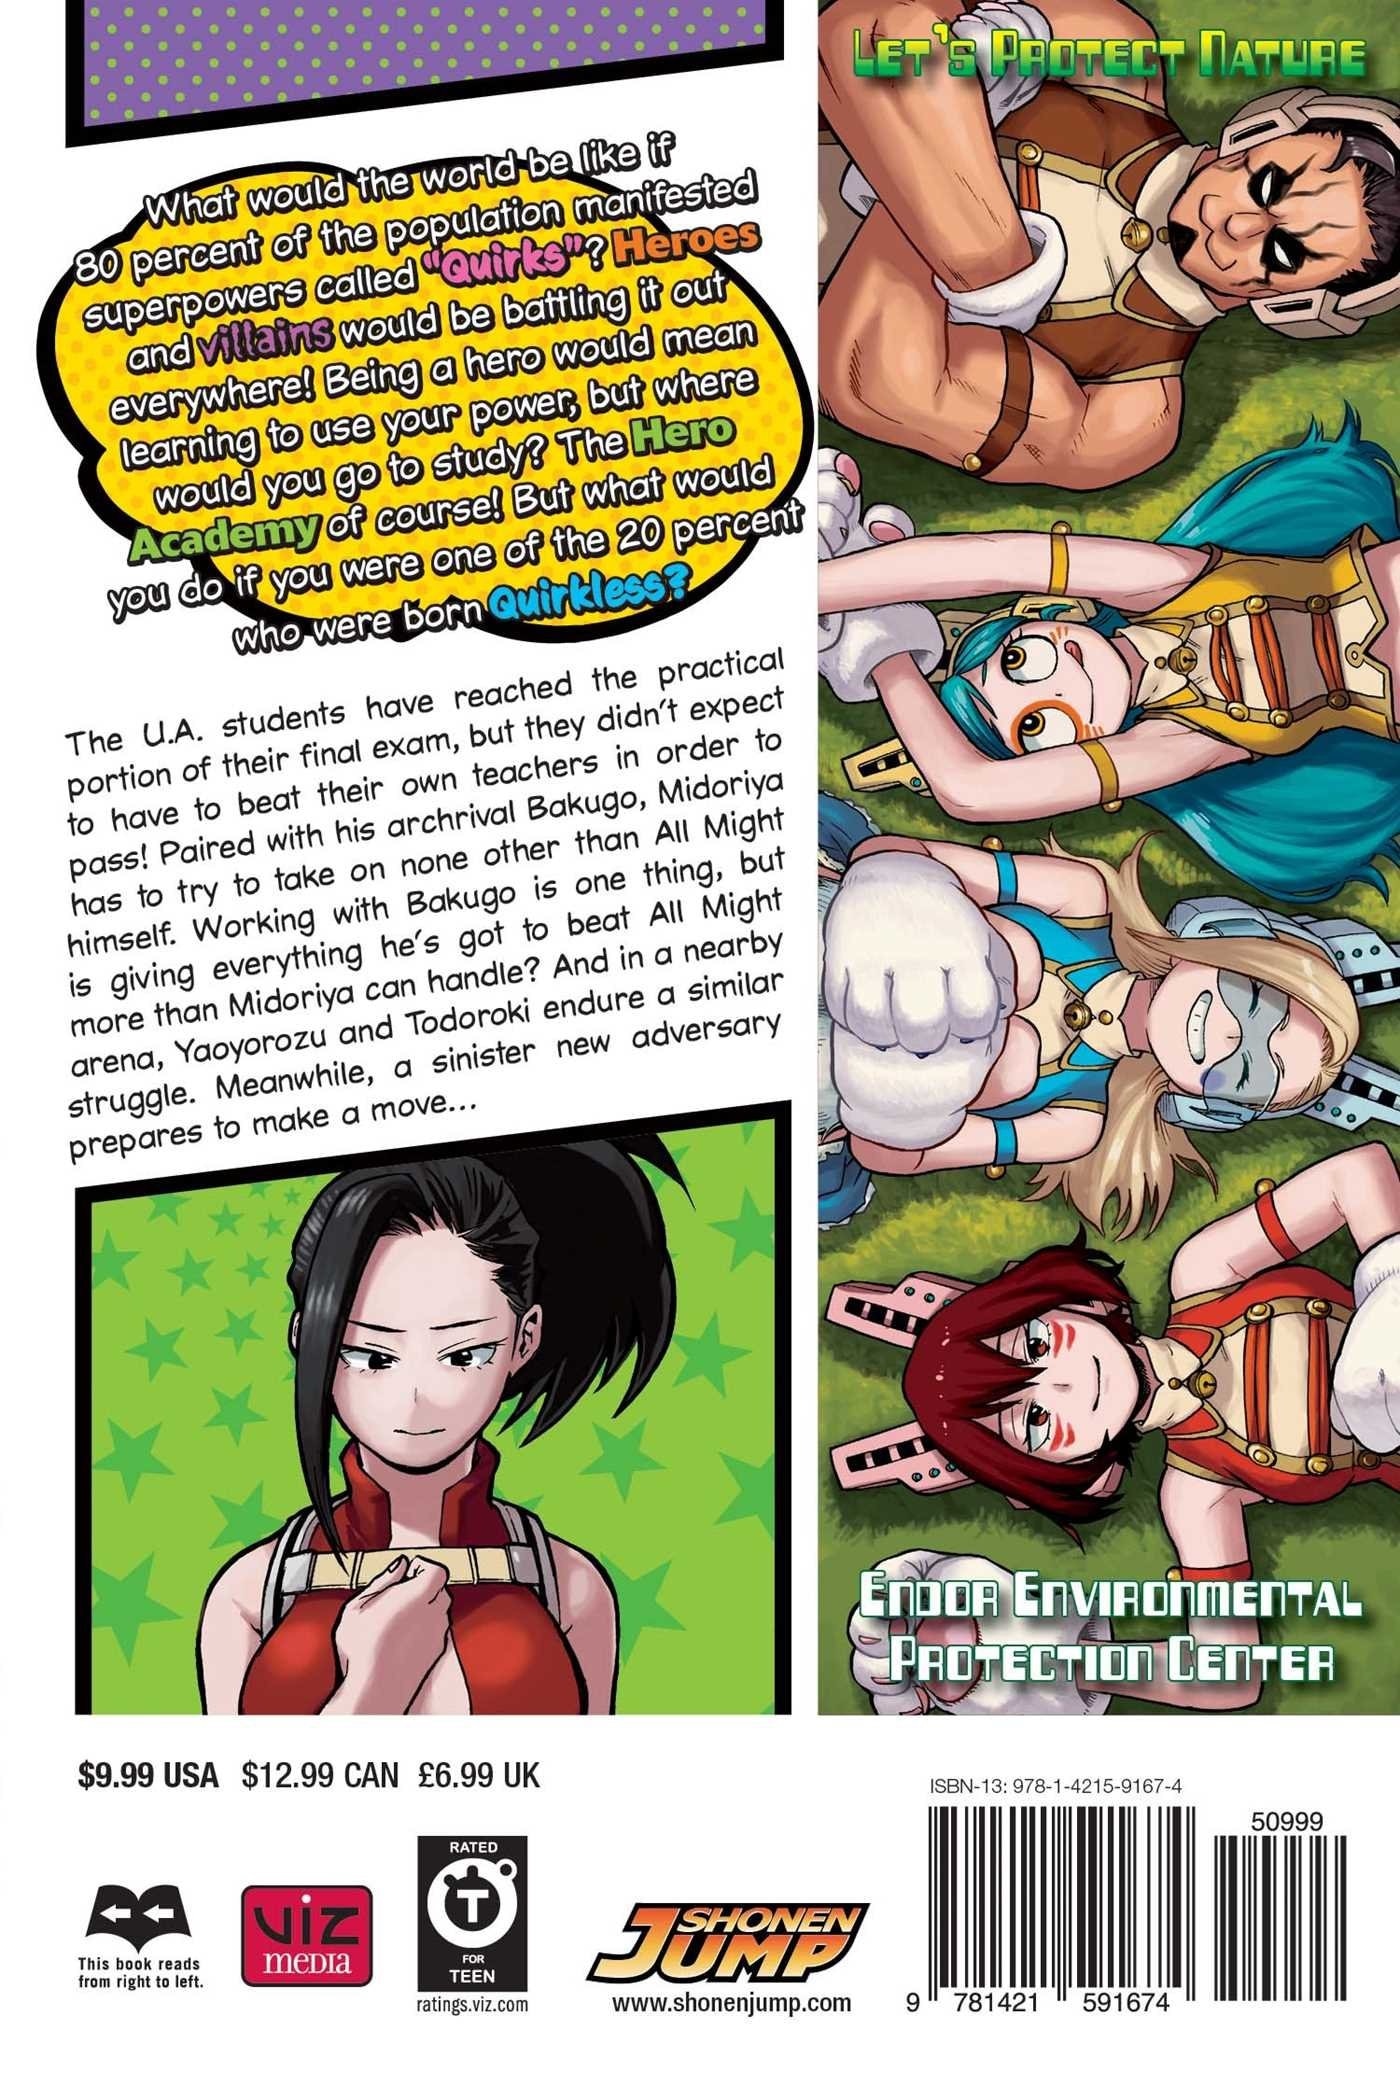 What would the world be like if
80 percent of the population manifested
superpowers called "Quirks"? Heroes
and villains would be battling it out
everywhere! Being a hero would mean
learning to use your power, but where
would you go to study? The Hero
Academy of course! But what would
you do if you were one of the 20 percent
who were born Quirkless?
The U.A. students have reached the practical
portion of their final exam, but they didn't expect
to have to beat their own teachers in order to
pass! Paired with his archrival Bakugo, Midoriya
has to try to take on none other than All Might
himself. Working with Bakugo is one thing, but
is giving everything he's got to beat All Might
more than Midoriya can handle? And in a nearby
arena, Yaoyorozu and Todoroki endure a similar
struggle. Meanwhile, a sinister new adversary
prepares to make a move...
LET'S PROTECT NATURE
ENDOR ENVIRONMENTAL
PROTECTION CENTER
$9.99 USA $12.99 CAN £6.99 UK
This book reads
from right to left.
VIZ
MEDIA
RATED
T
FOR
TEEN
ratings.viz.com
SHONEN
JUMP
www.shonenjump.com
ISBN-13: 978-1-4215-9167-4
50999
9 781421 591674